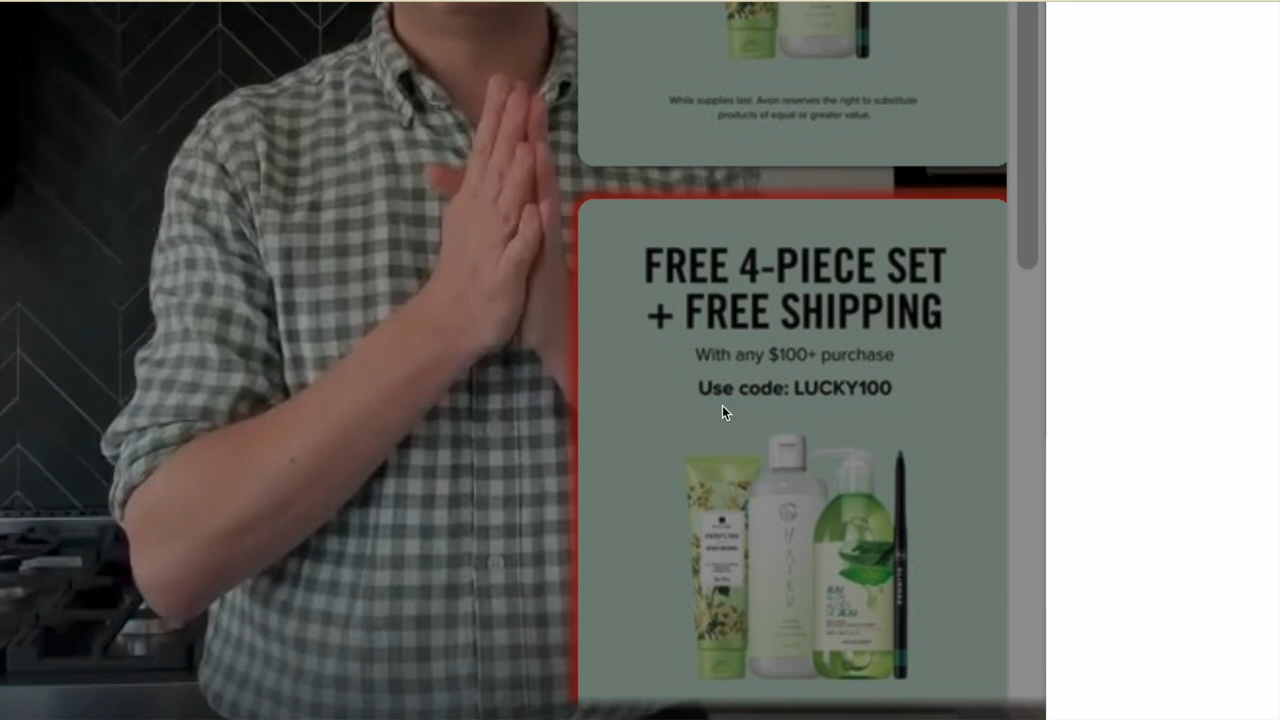 While supplies last. Avon reserves the right to substitute
products of equal or greater value.
FREE 4-PIECE SET
+ FREE SHIPPING
With any $100+ purchase
Use code: LUCKY100
HAIKU